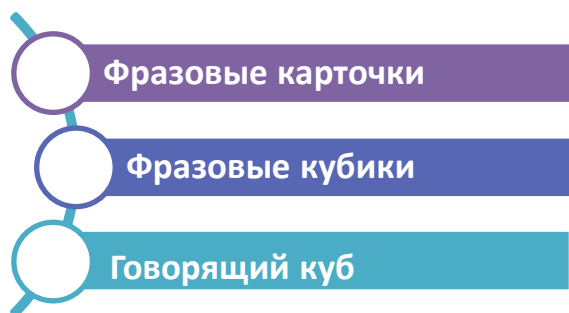 Фразовые карточки
Фразовые кубики
Говорящий куб